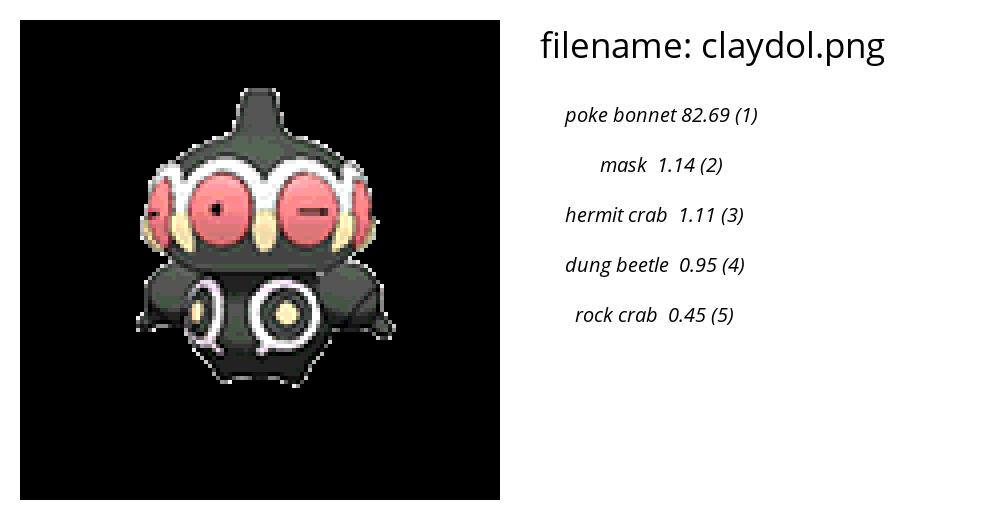 filename: claydol.png
poke bonnet 82.69 (1)
mask 1.14 (2)
hermit crab 1.11 (3)
dung beetle 0.95 (4)
rock crab 0.45 (5)